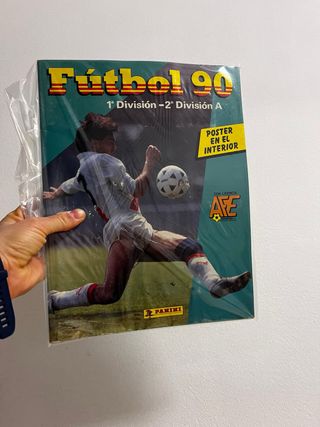 Fútbol 90
1ª División - 2ª División A
POSTER
EN EL
INTERIOR
CON LICENCIA
AFE
PANINI